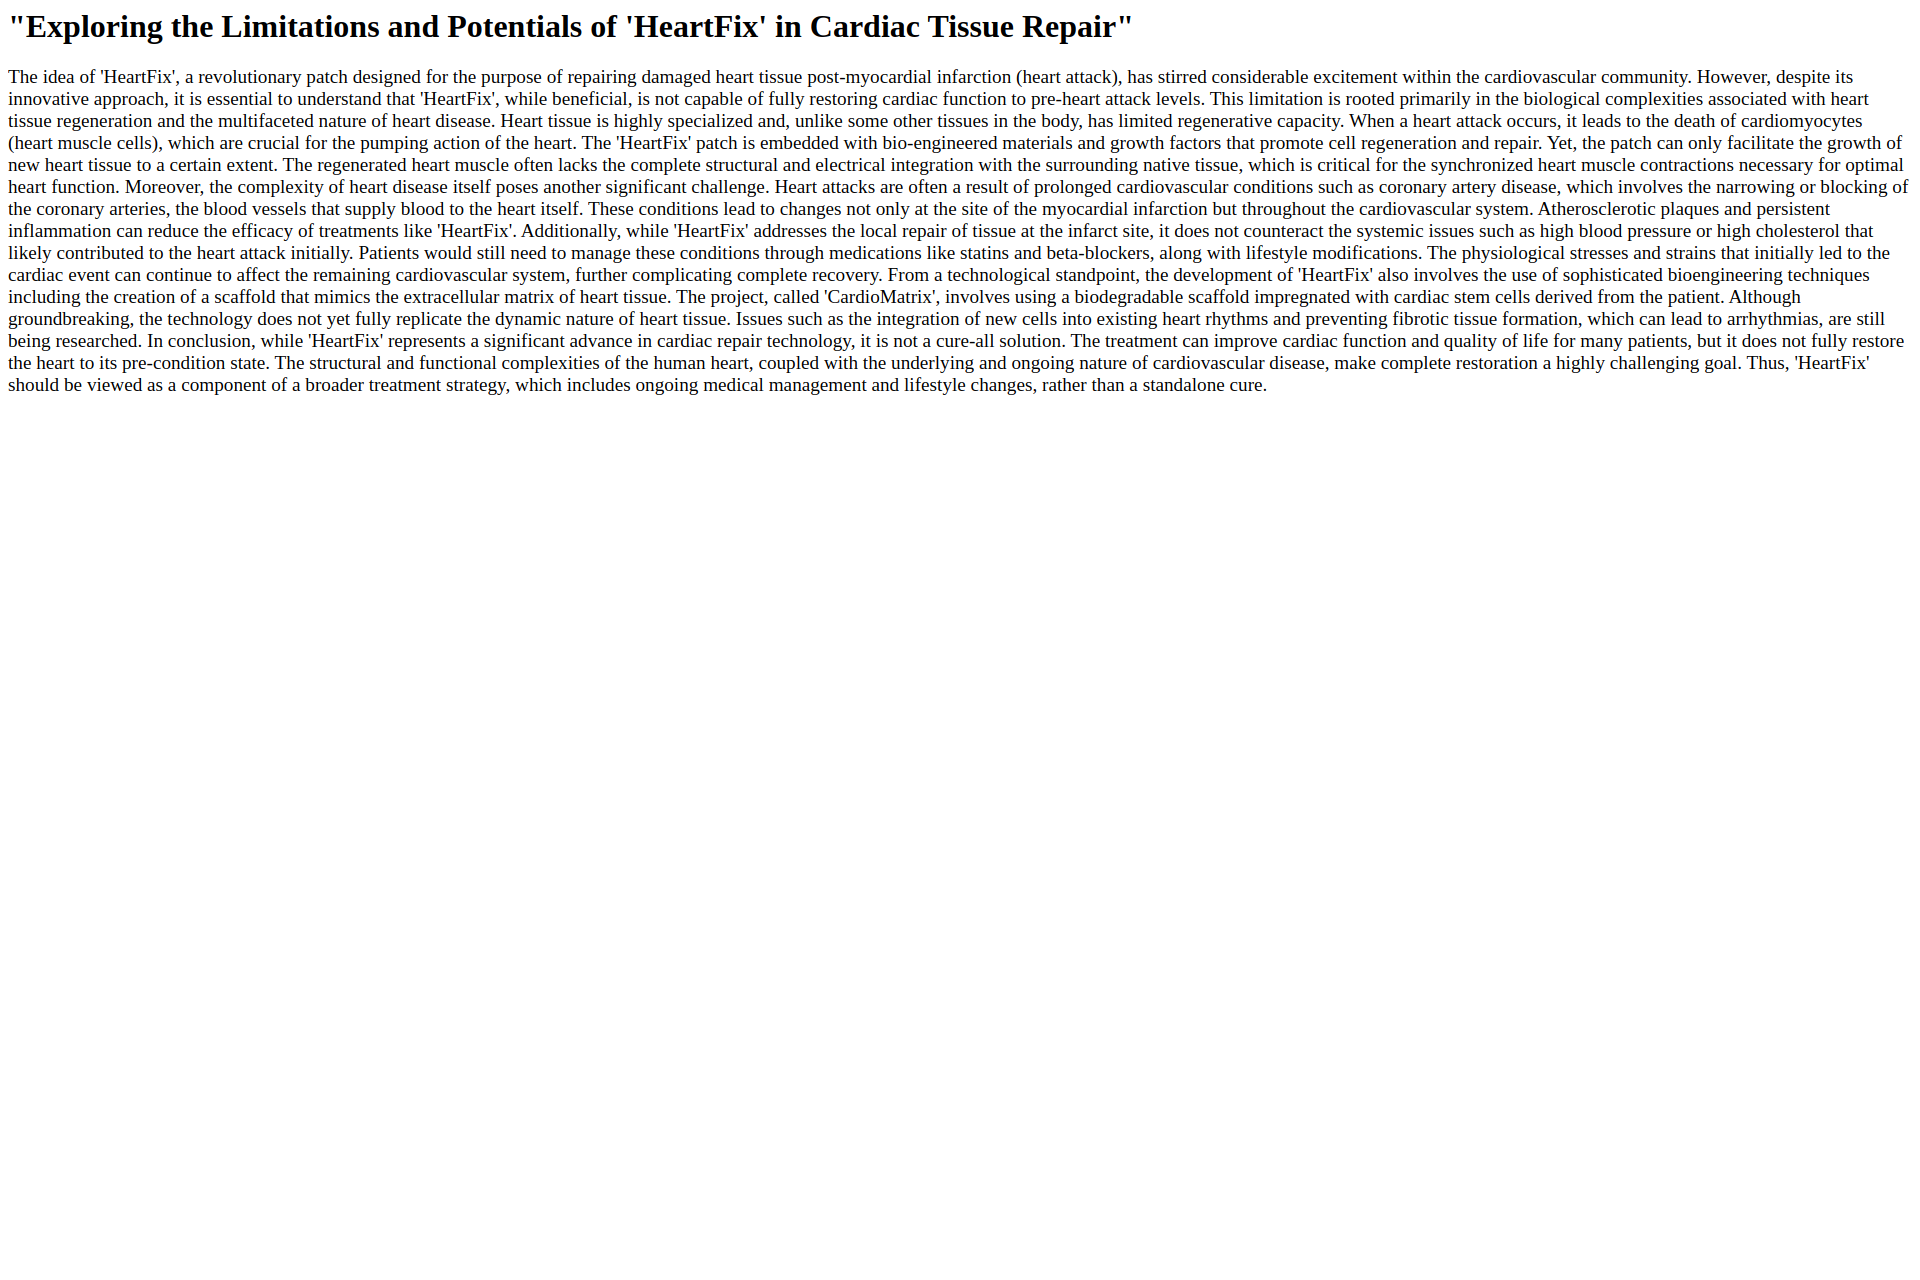 "Exploring the Limitations and Potentials of 'HeartFix' in Cardiac Tissue Repair"
The idea of 'HeartFix', a revolutionary patch designed for the purpose of repairing damaged heart tissue post-myocardial infarction (heart attack), has stirred considerable excitement within the cardiovascular community. However, despite its
innovative approach, it is essential to understand that 'HeartFix', while beneficial, is not capable of fully restoring cardiac function to pre-heart attack levels. This limitation is rooted primarily in the biological complexities associated with heart
tissue regeneration and the multifaceted nature of heart disease. Heart tissue is highly specialized and, unlike some other tissues in the body, has limited regenerative capacity. When a heart attack occurs, it leads to the death of cardiomyocytes
(heart muscle cells), which are crucial for the pumping action of the heart. The 'HeartFix' patch is embedded with bio-engineered materials and growth factors that promote cell regeneration and repair. Yet, the patch can only facilitate the growth of
new heart tissue to a certain extent. The regenerated heart muscle often lacks the complete structural and electrical integration with the surrounding native tissue, which is critical for the synchronized heart muscle contractions necessary for optimal
heart function. Moreover, the complexity of heart disease itself poses another significant challenge. Heart attacks are often a result of prolonged cardiovascular conditions such as coronary artery disease, which involves the narrowing or blocking of
the coronary arteries, the blood vessels that supply blood to the heart itself. These conditions lead to changes not only at the site of the myocardial infarction but throughout the cardiovascular system. Atherosclerotic plaques and persistent
inflammation can reduce the efficacy of treatments like 'HeartFix'. Additionally, while 'HeartFix' addresses the local repair of tissue at the infarct site, it does not counteract the systemic issues such as high blood pressure or high cholesterol that
likely contributed to the heart attack initially. Patients would still need to manage these conditions through medications like statins and beta-blockers, along with lifestyle modifications. The physiological stresses and strains that initially led to the
cardiac event can continue to affect the remaining cardiovascular system, further complicating complete recovery. From a technological standpoint, the development of 'HeartFix' also involves the use of sophisticated bioengineering techniques
including the creation of a scaffold that mimics the extracellular matrix of heart tissue. The project, called 'CardioMatrix', involves using a biodegradable scaffold impregnated with cardiac stem cells derived from the patient. Although
groundbreaking, the technology does not yet fully replicate the dynamic nature of heart tissue. Issues such as the integration of new cells into existing heart rhythms and preventing fibrotic tissue formation, which can lead to arrhythmias, are still
being researched. In conclusion, while 'HeartFix' represents a significant advance in cardiac repair technology, it is not a cure-all solution. The treatment can improve cardiac function and quality of life for many patients, but it does not fully restore
the heart to its pre-condition state. The structural and functional complexities of the human heart, coupled with the underlying and ongoing nature of cardiovascular disease, make complete restoration a highly challenging goal. Thus, 'HeartFix'
should be viewed as a component of a broader treatment strategy, which includes ongoing medical management and lifestyle changes, rather than a standalone cure.